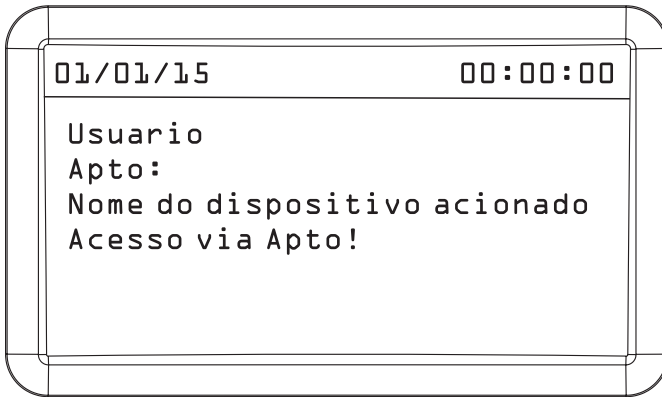 01/01/15 00:00:00
Usuario
Apto:
Nome do dispositivo acionado
Acesso via Apto!